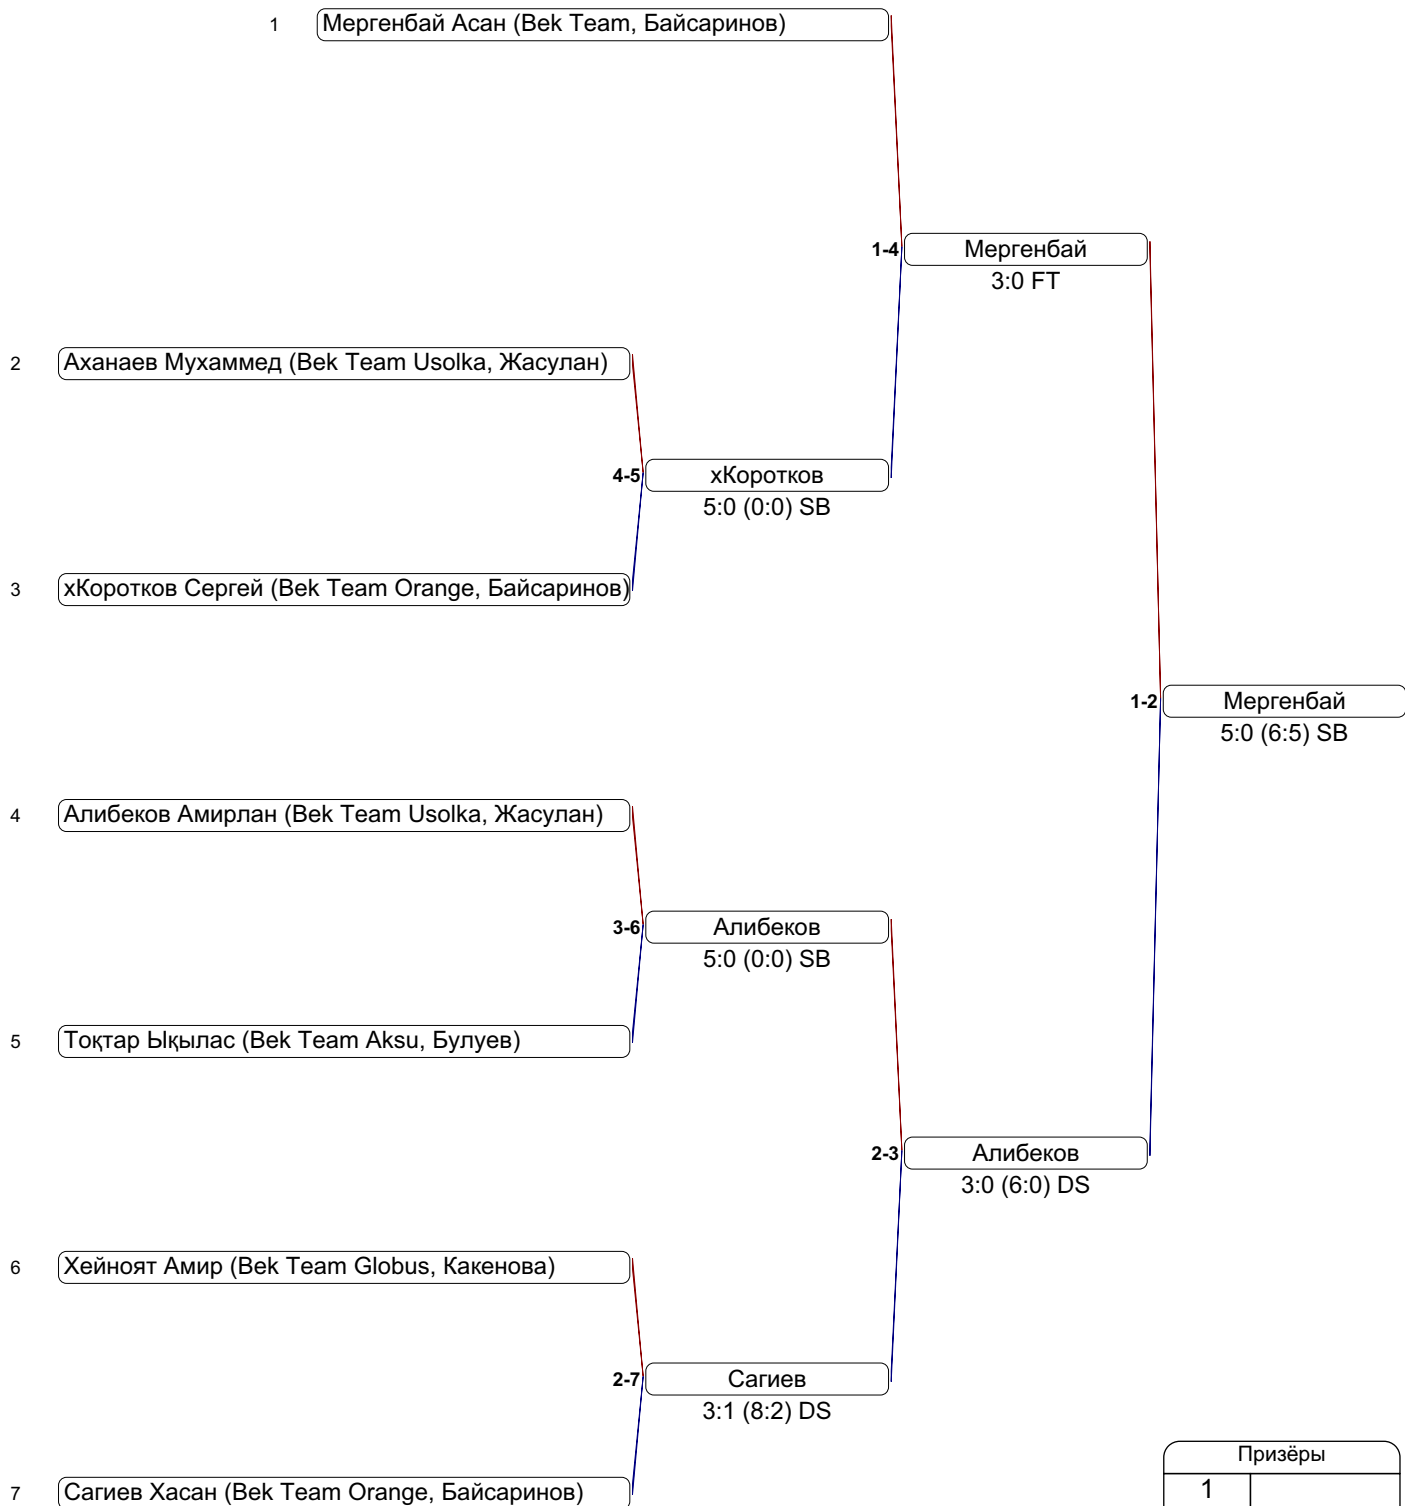 1 Мергенбай Асан (Bek Team, Байсаринов)
1-4 Мергенбай
3:0 FT
2 Аханаев Мухаммед (Bek Team Usolka, Жасулан)
4-5 хКоротков
5:0 (0:0) SB
3 хКоротков Сергей (Bek Team Orange, Байсаринов)
1-2 Мергенбай
5:0 (6:5) SB
4 Алибеков Амирлан (Bek Team Usolka, Жасулан)
3-6 Алибеков
5:0 (0:0) SB
5 Тоқтар Ықылас (Bek Team Aksu, Булуев)
2-3 Алибеков
3:0 (6:0) DS
6 Хейноят Амир (Bek Team Globus, Какенова)
2-7 Сагиев
3:1 (8:2) DS
Призёры
1
7 Сагиев Хасан (Bek Team Orange, Байсаринов)